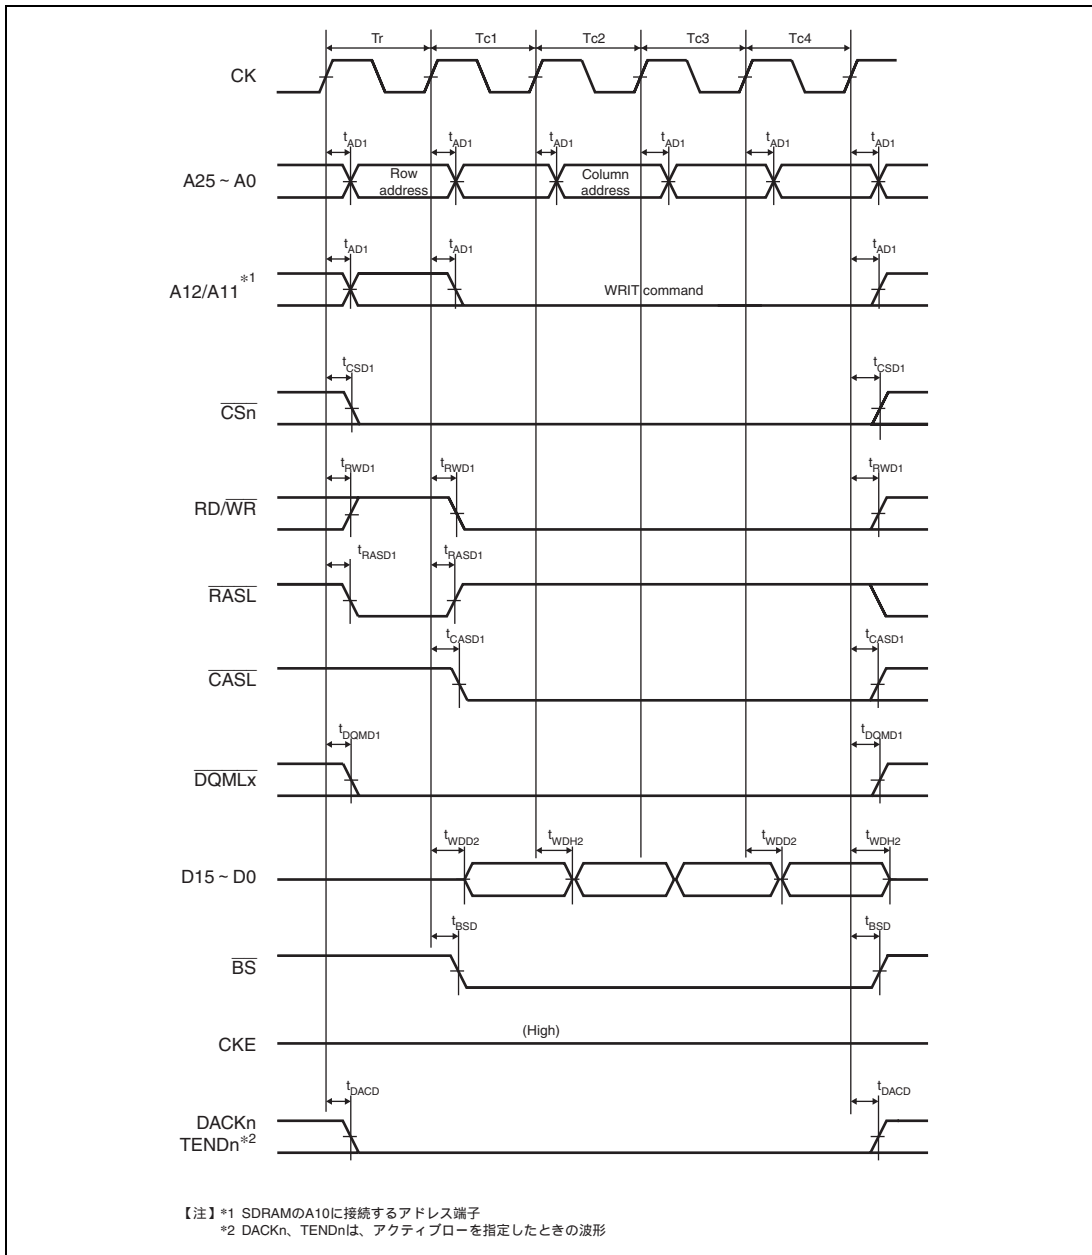 Tr Tc1 Tc2 Tc3 Tc4
CK
tAD1 tAD1 tAD1 tAD1 tAD1 tAD1
A25 ~ A0
Row address
Column address
tAD1 tAD1 tAD1
A12/A11*1
WRIT command
tCSD1 tCSD1
CSn
tRWD1 tRWD1 tRWD1
RD/WR
tRASD1 tRASD1
RASL
tCASD1 tCASD1
CASL
tDQMD1 tDQMD1
DQMLx
tWDD2 tWDH2 tWDD2 tWDH2
D15 ~ D0
tBSD tBSD
BS
(High)
CKE
tDACD tDACD
DACKn
TENDn*2
【注】*1 SDRAMのA10に接続するアドレス端子
*2 DACKn、TENDnは、アクティブローを指定したときの波形